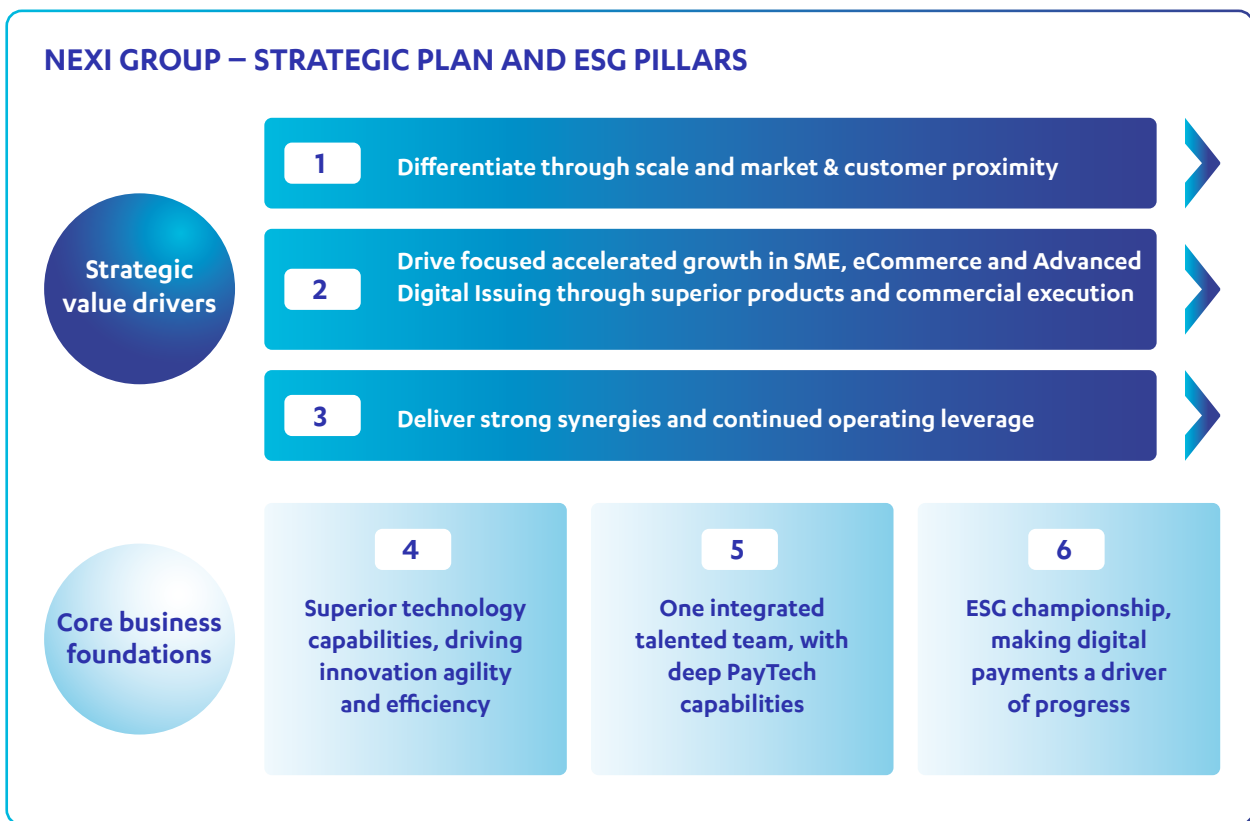 NEXI GROUP – STRATEGIC PLAN AND ESG PILLARS
Strategic
value drivers
1
Differentiate through scale and market & customer proximity
2
Drive focused accelerated growth in SME, eCommerce and Advanced
Digital Issuing through superior products and commercial execution
3
Deliver strong synergies and continued operating leverage
Core business
foundations
4
Superior technology
capabilities, driving
innovation agility
and efficiency
5
One integrated
talented team, with
deep PayTech
capabilities
6
ESG championship,
making digital
payments a driver
of progress